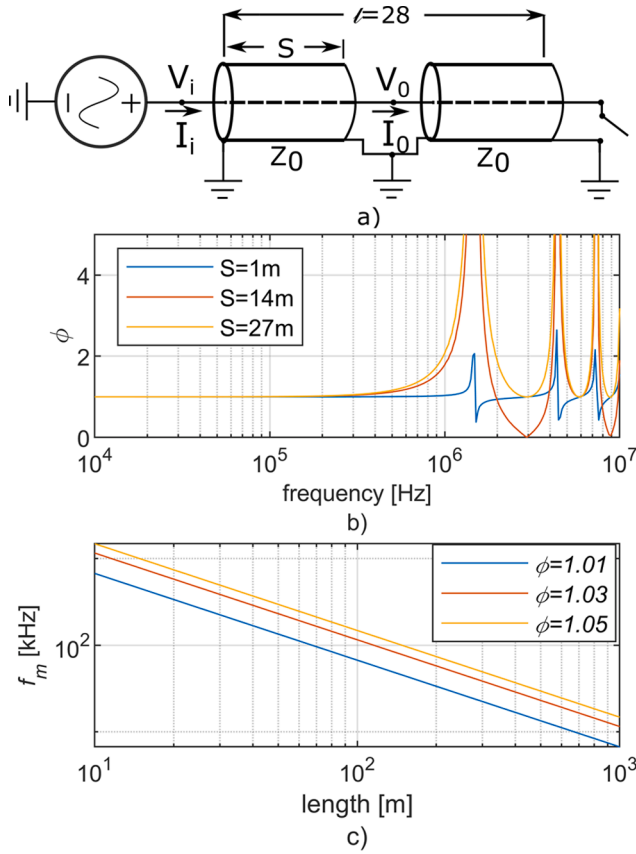 ℓ=28
S
V_i
V_0
I_i
I_0
Z_0
Z_0
a)
S=1m
S=14m
S=27m
4
2
0
ϕ
10^4
10^5
10^6
10^7
frequency [Hz]
b)
ϕ=1.01
ϕ=1.03
ϕ=1.05
10^2
f_m [kHz]
10^1
10^2
10^3
length [m]
c)